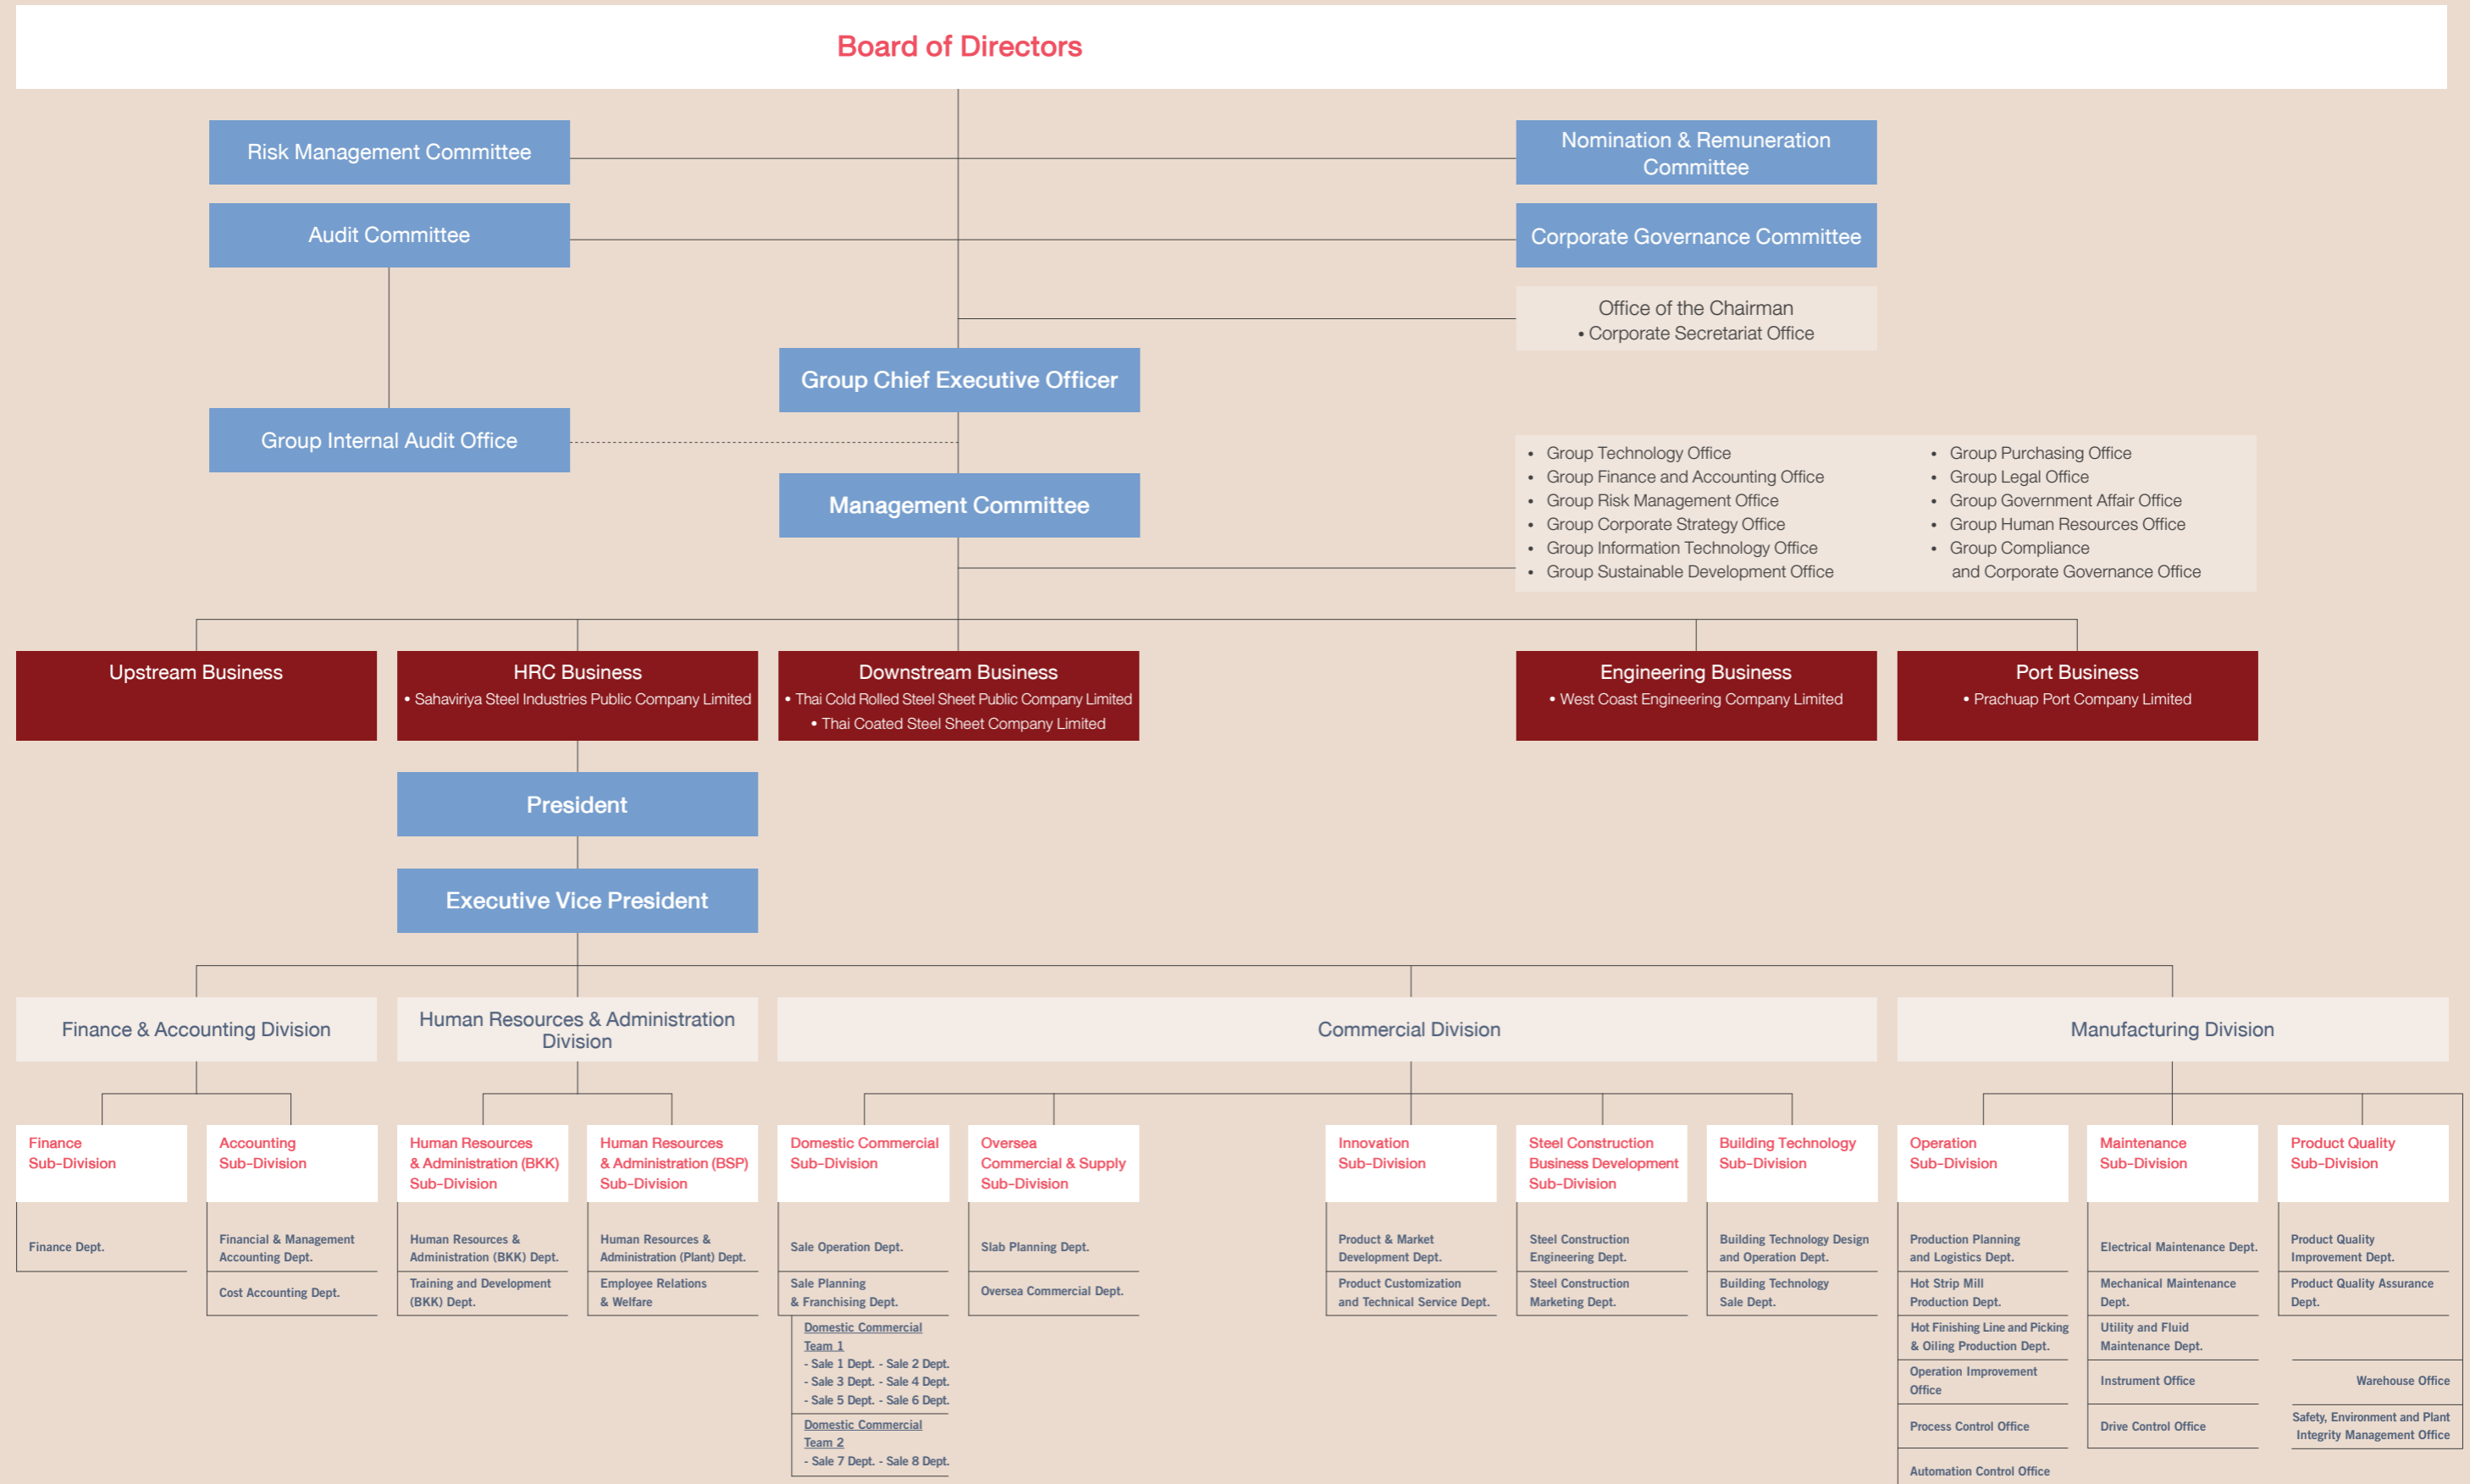 Board of Directors
Risk Management Committee
Nomination & Remuneration
Committee
Audit Committee
Corporate Governance Committee
Office of the Chairman
• Corporate Secretariat Office
Group Chief Executive Officer
Group Internal Audit Office
Management Committee
• Group Technology Office
• Group Finance and Accounting Office
• Group Risk Management Office
• Group Corporate Strategy Office
• Group Information Technology Office
• Group Sustainable Development Office
• Group Purchasing Office
• Group Legal Office
• Group Government Affair Office
• Group Human Resources Office
• Group Compliance
and Corporate Governance Office
Upstream Business
HRC Business
• Sahaviriya Steel Industries Public Company Limited
Downstream Business
• Thai Cold Rolled Steel Sheet Public Company Limited
• Thai Coated Steel Sheet Company Limited
Engineering Business
• West Coast Engineering Company Limited
Port Business
• Prachuap Port Company Limited
President
Executive Vice President
Finance & Accounting Division
Human Resources & Administration
Division
Commercial Division
Manufacturing Division
Finance
Sub-Division
Finance Dept.
Accounting
Sub-Division
Financial & Management
Accounting Dept.
Cost Accounting Dept.
Human Resources
& Administration (BKK)
Sub-Division
Human Resources &
Administration (BKK) Dept.
Training and Development
(BKK) Dept.
Human Resources
& Administration (BSP)
Sub-Division
Human Resources &
Administration (Plant) Dept.
Employee Relations
& Welfare
Domestic Commercial
Sub-Division
Sale Operation Dept.
Sale Planning
& Franchising Dept.
Domestic Commercial
Team 1
- Sale 1 Dept. - Sale 2 Dept.
- Sale 3 Dept. - Sale 4 Dept.
- Sale 5 Dept. - Sale 6 Dept.
Domestic Commercial
Team 2
- Sale 7 Dept. - Sale 8 Dept.
Oversea
Commercial & Supply
Sub-Division
Slab Planning Dept.
Oversea Commercial Dept.
Innovation
Sub-Division
Product & Market
Development Dept.
Product Customization
and Technical Service Dept.
Steel Construction
Business Development
Sub-Division
Steel Construction
Engineering Dept.
Steel Construction
Marketing Dept.
Building Technology
Sub-Division
Building Technology Design
and Operation Dept.
Building Technology
Sale Dept.
Operation
Sub-Division
Production Planning
and Logistics Dept.
Hot Strip Mill
Production Dept.
Hot Finishing Line and Picking
& Oiling Production Dept.
Operation Improvement
Office
Process Control Office
Automation Control Office
Maintenance
Sub-Division
Electrical Maintenance Dept.
Mechanical Maintenance
Dept.
Utility and Fluid
Maintenance Dept.
Instrument Office
Drive Control Office
Product Quality
Sub-Division
Product Quality
Improvement Dept.
Product Quality Assurance
Dept.
Warehouse Office
Safety, Environment and Plant
Integrity Management Office